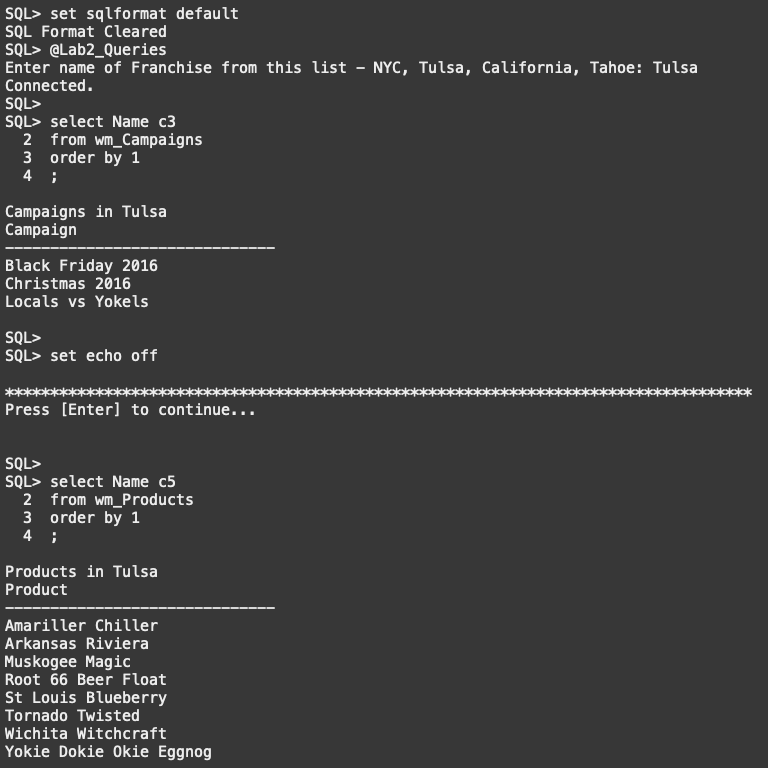 SQL> set sqlformat default
SQL Format Cleared
SQL> @Lab2_Queries
Enter name of Franchise from this list – NYC, Tulsa, California, Tahoe: Tulsa
Connected.
SQL>
SQL> select Name c3
  2  from wm_Campaigns
  3  order by 1
  4  ;

Campaigns in Tulsa
Campaign
------------------------------
Black Friday 2016
Christmas 2016
Locals vs Yokels

SQL>
SQL> set echo off

***********************************************************************************
Press [Enter] to continue...


SQL>
SQL> select Name c5
  2  from wm_Products
  3  order by 1
  4  ;

Products in Tulsa
Product
------------------------------
Amariller Chiller
Arkansas Riviera
Muskogee Magic
Root 66 Beer Float
St Louis Blueberry
Tornado Twisted
Wichita Witchcraft
Yokie Dokie Okie Eggnog